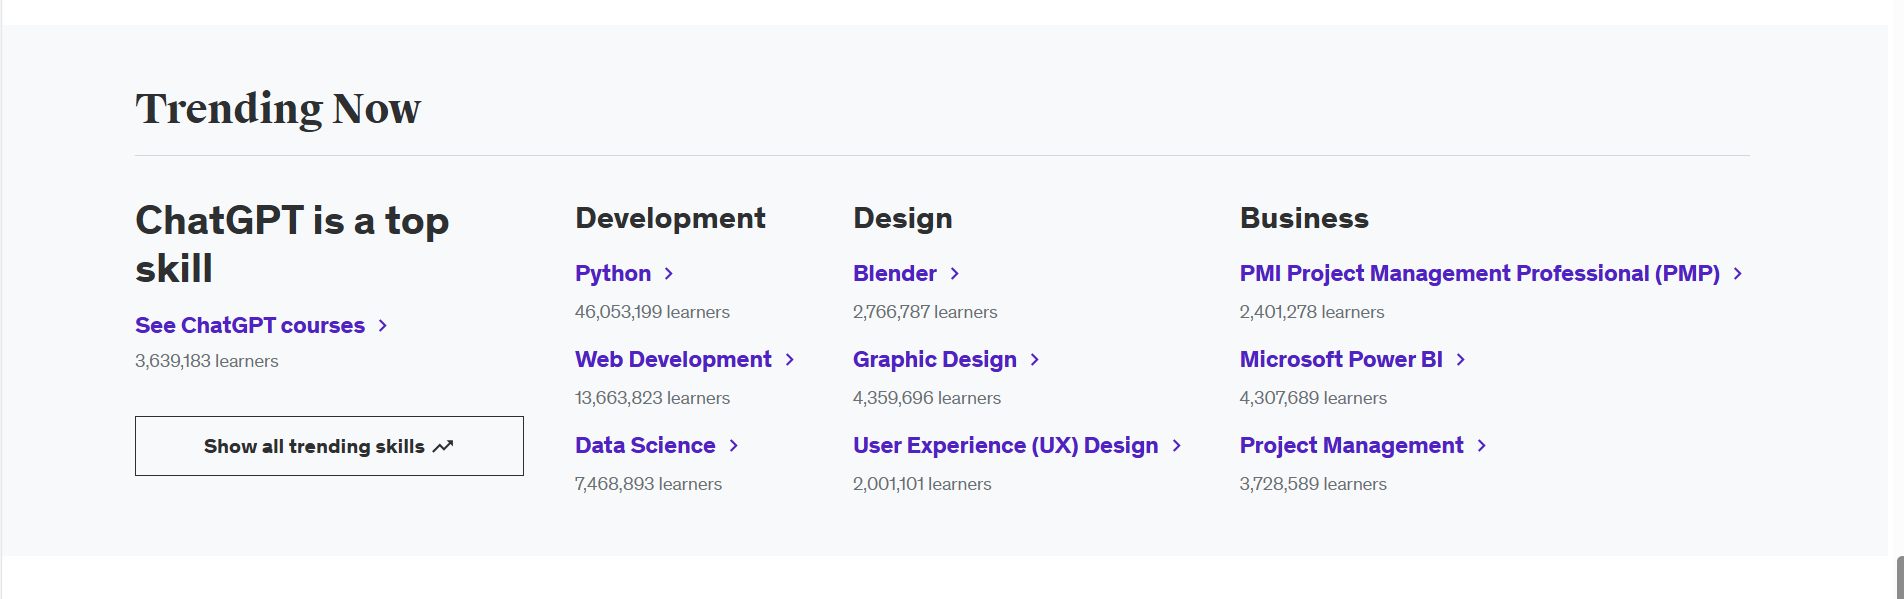 Trending Now
ChatGPT is a top
skill
See ChatGPT courses
3,639,183 learners
Show all trending skills
Development
Python
46,053,199 learners
Web Development
13,663,823 learners
Data Science
7,468,893 learners
Design
Blender
2,766,787 learners
Graphic Design
4,359,696 learners
User Experience (UX) Design
2,001,101 learners
Business
PMI Project Management Professional (PMP)
2,401,278 learners
Microsoft Power BI
4,307,689 learners
Project Management
3,728,589 learners